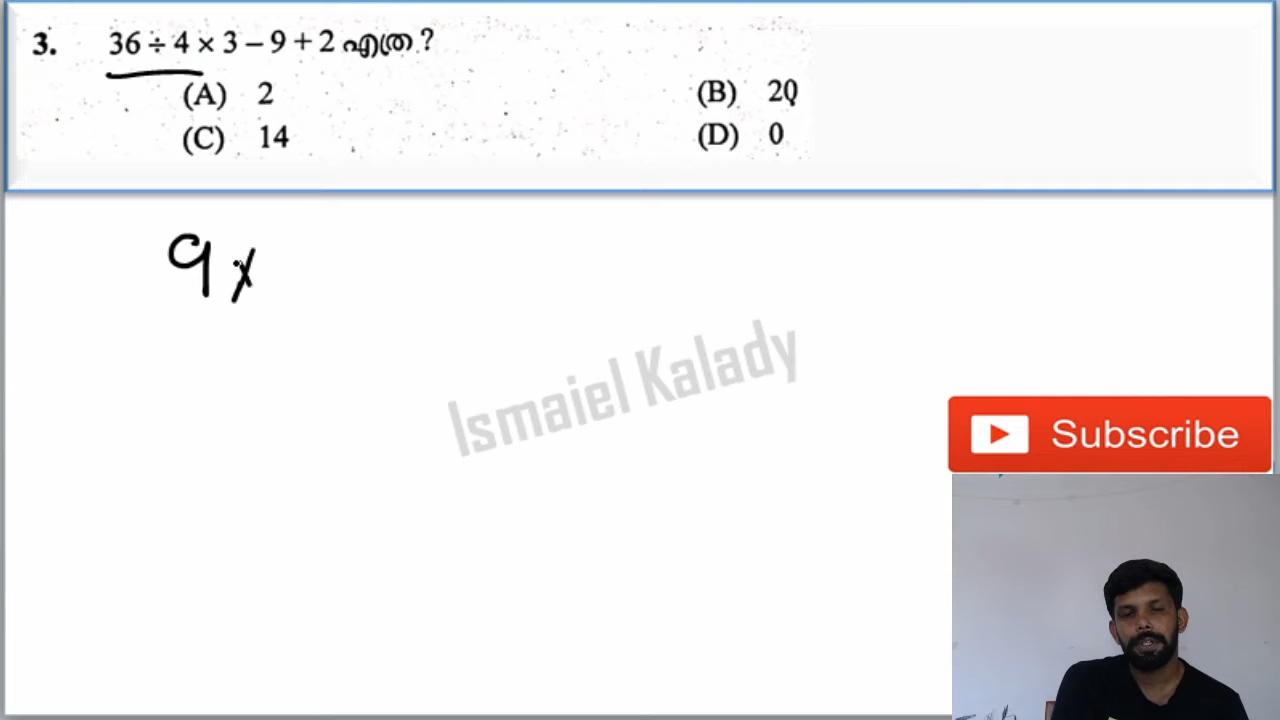 3. 36 ÷ 4 × 3 – 9 + 2 എത്ര ?
(A) 2
(B) 20
(C) 14
(D) 0
9 ×
Ismaiel Kalady
Subscribe